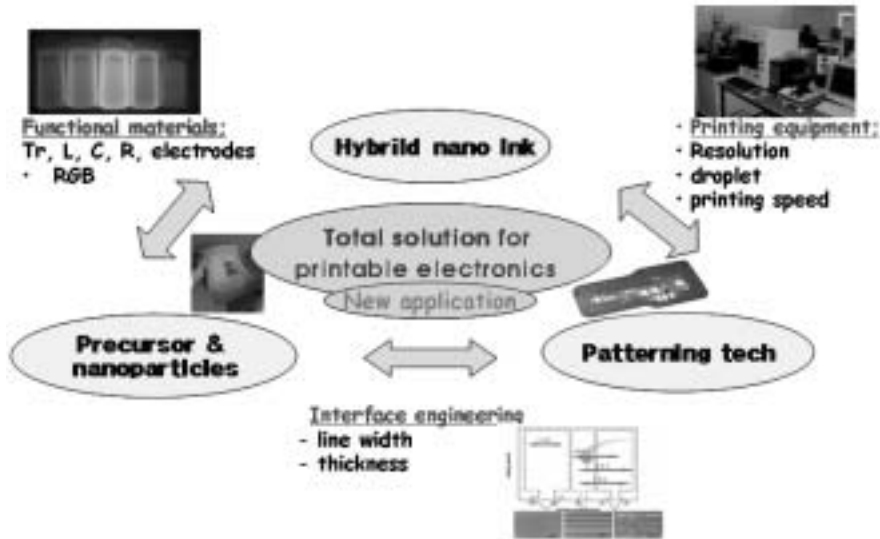 Functional materials:
Tr, L, C, R, electrodes
· RGB
Hybrild nano ink
· Printing equipment:
· Resolution
· droplet
· printing speed
Total solution for
printable electronics
New application
Precursor &
nanoparticles
Patterning tech
Interface engineering
- line width
- thickness